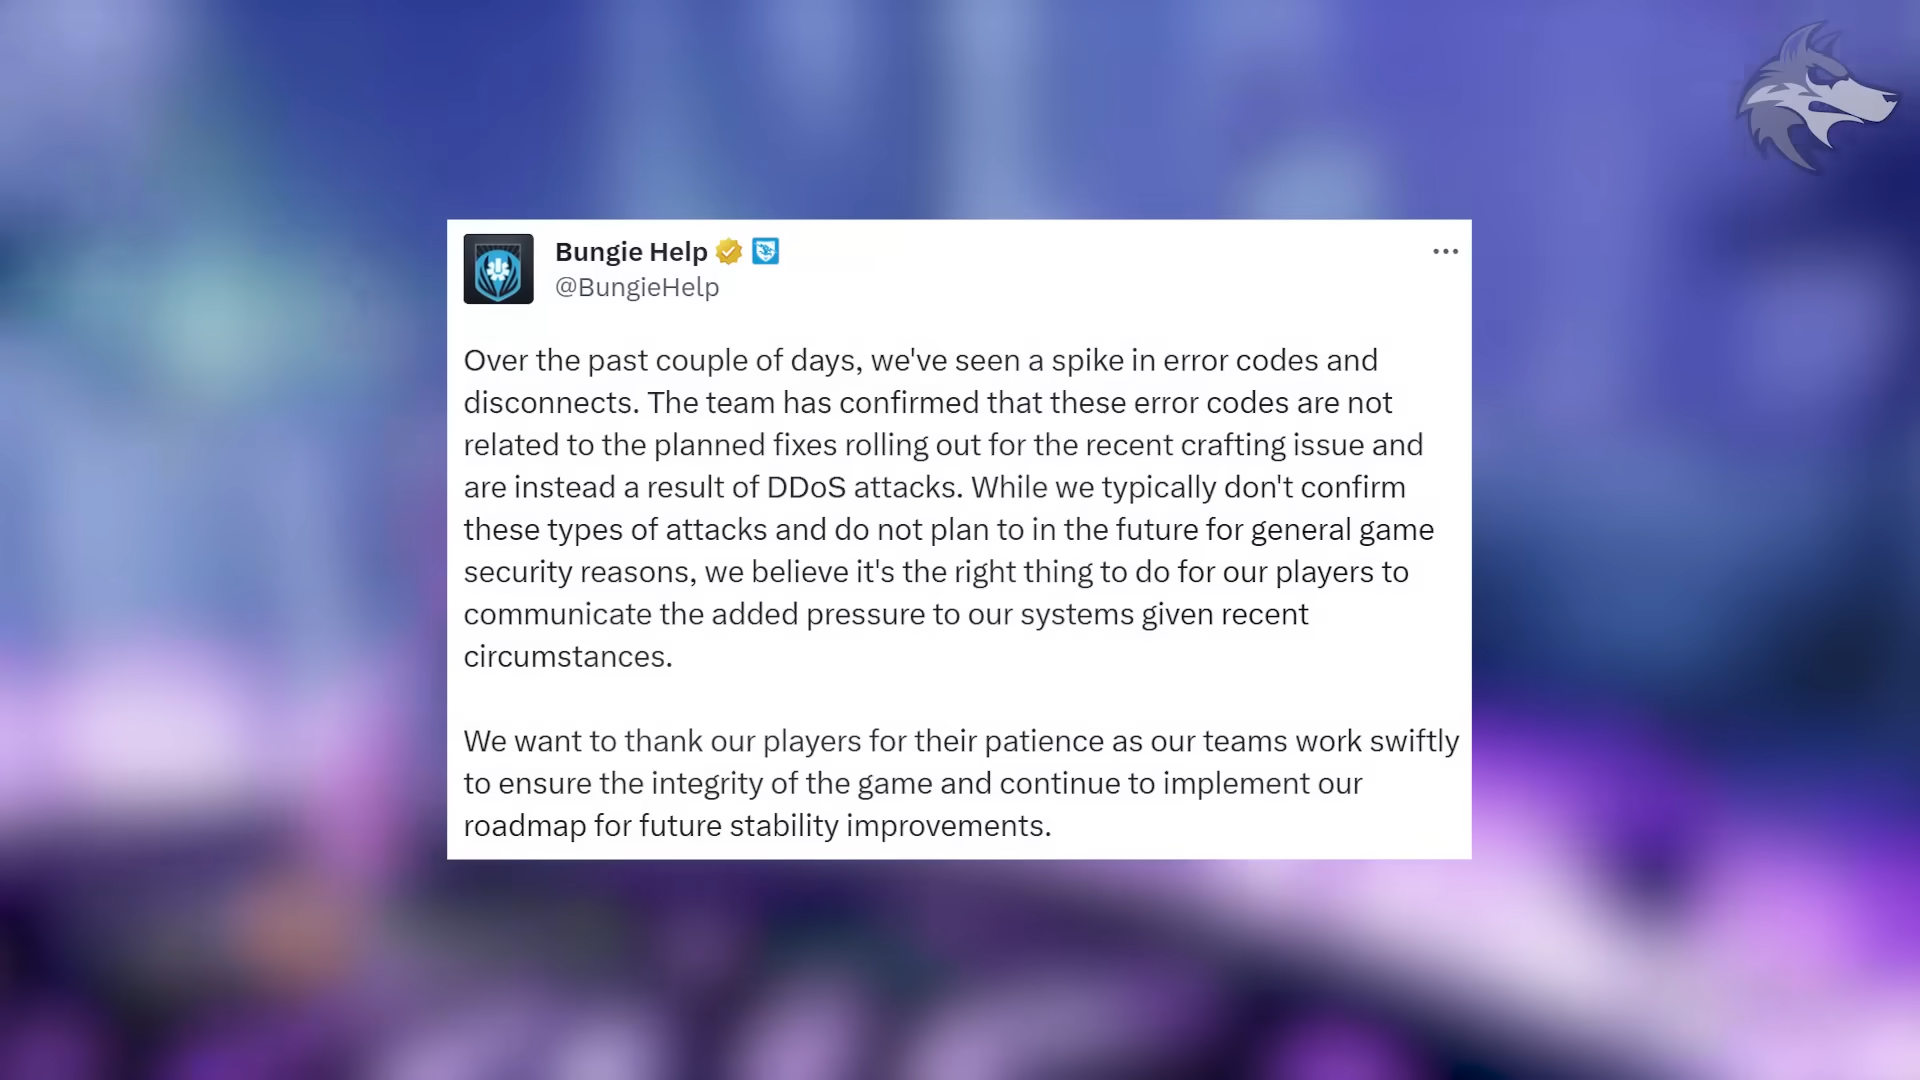 Bungie Help
@BungieHelp
Over the past couple of days, we've seen a spike in error codes and
disconnects. The team has confirmed that these error codes are not
related to the planned fixes rolling out for the recent crafting issue and
are instead a result of DDoS attacks. While we typically don't confirm
these types of attacks and do not plan to in the future for general game
security reasons, we believe it's the right thing to do for our players to
communicate the added pressure to our systems given recent
circumstances.
We want to thank our players for their patience as our teams work swiftly
to ensure the integrity of the game and continue to implement our
roadmap for future stability improvements.